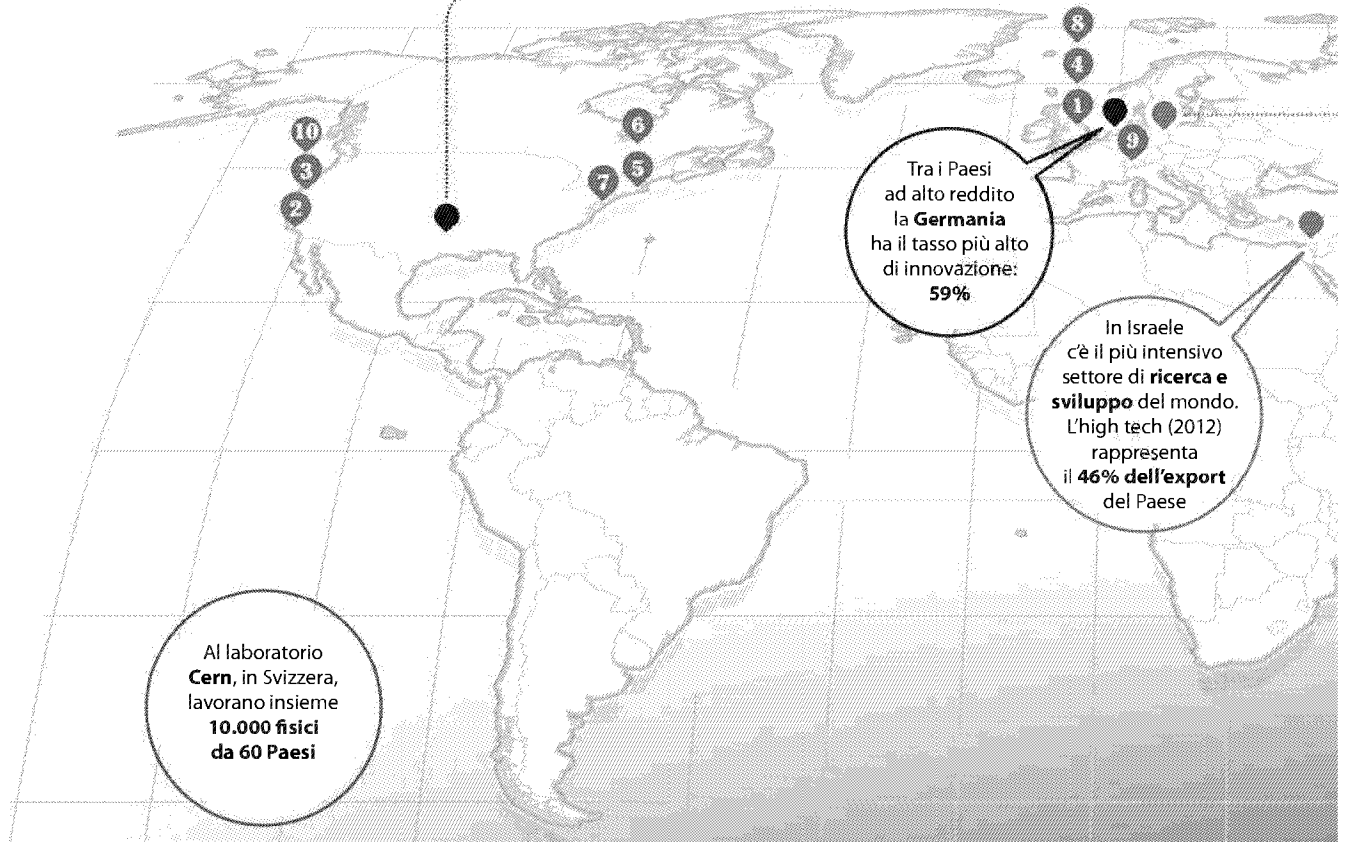 8
4
1
9
10
3
2
6
5
7
Tra i Paesi
ad alto reddito
la Germania
ha il tasso più alto
di innovazione:
59%
In Israele
c'è il più intensivo
settore di ricerca e
sviluppo del mondo.
L'high tech (2012)
rappresenta
il 46% dell'export
del Paese
Al laboratorio
Cern, in Svizzera,
lavorano insieme
10.000 fisici
da 60 Paesi